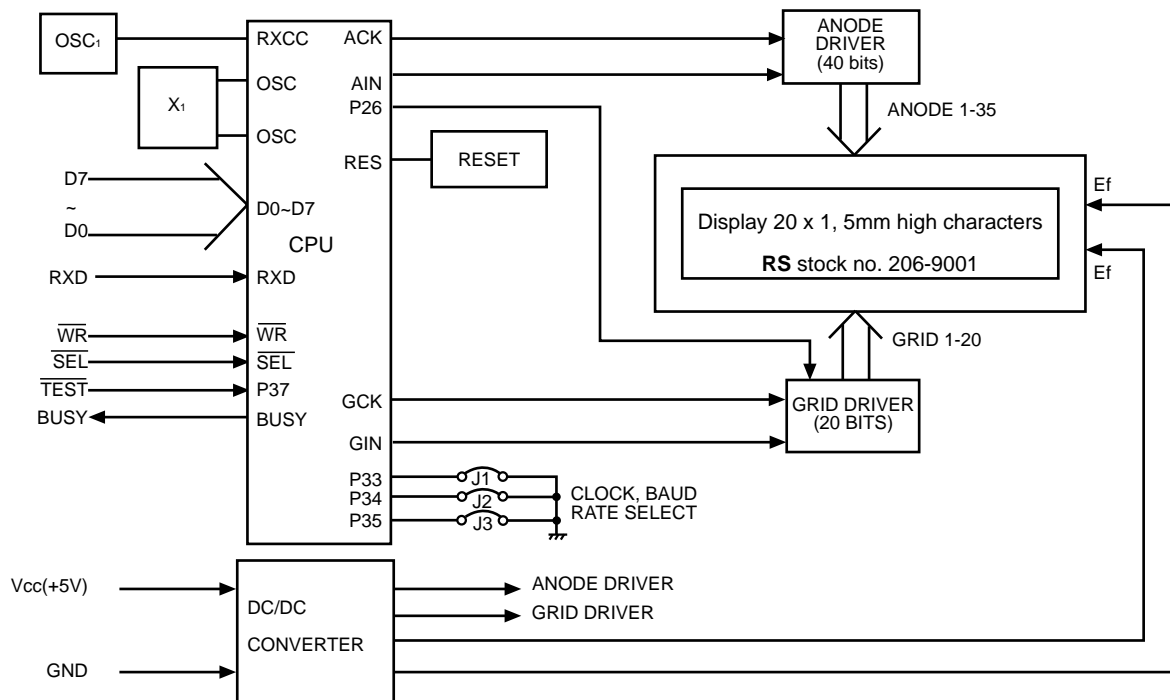 OSC1
RXCC
ACK
ANODE
DRIVER
(40 bits)
X1
OSC
OSC
AIN
P26
ANODE 1-35
RES
RESET
D7
~
D0
D0~D7
CPU
Display 20 x 1, 5mm high characters
RS stock no. 206-9001
Ef
Ef
RXD
RXD
WR
WR
SEL
SEL
TEST
P37
BUSY
BUSY
GRID 1-20
GCK
GIN
GRID DRIVER
(20 BITS)
P33
P34
P35
J1
J2
J3
CLOCK, BAUD
RATE SELECT
Vcc(+5V)
GND
DC/DC
CONVERTER
ANODE DRIVER
GRID DRIVER